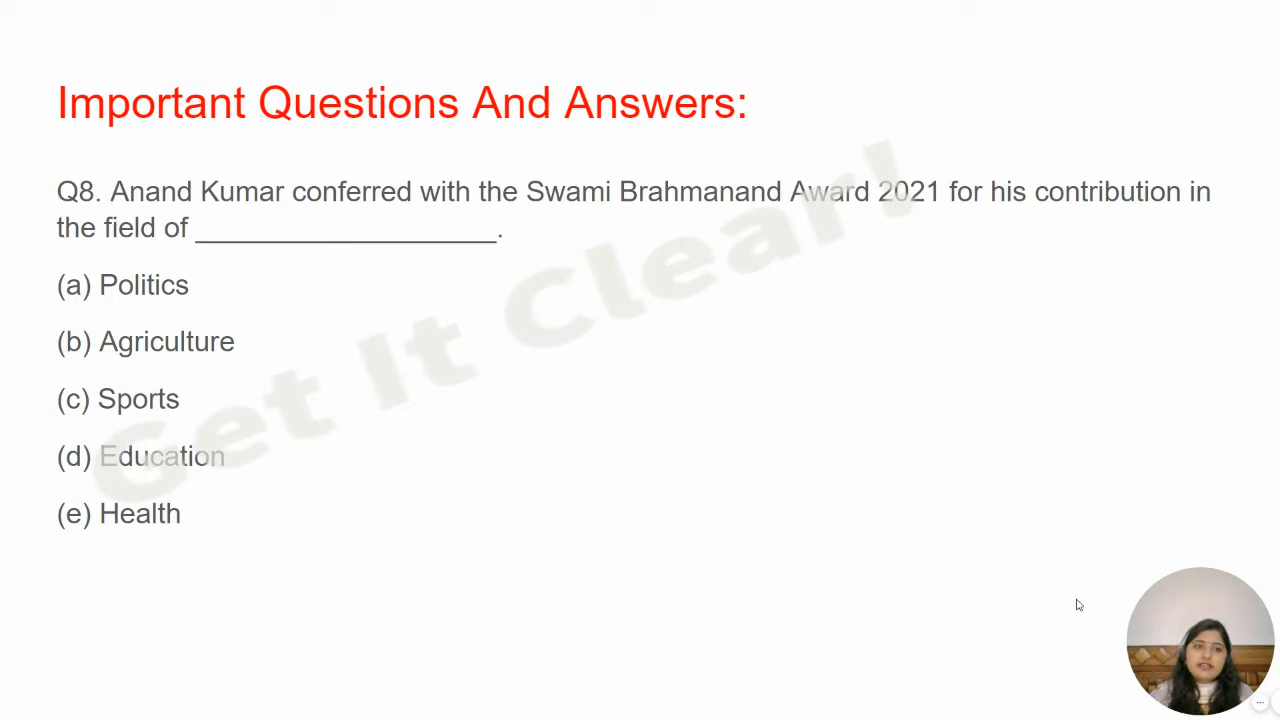 Important Questions And Answers:
Q8. Anand Kumar conferred with the Swami Brahmanand Award 2021 for his contribution in
the field of ____________________.
(a) Politics
(b) Agriculture
(c) Sports
(d) Education
(e) Health
Get It Clear!